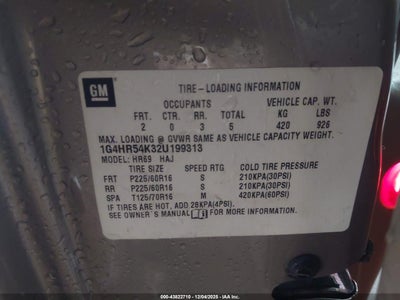 GM
TIRE-LOADING INFORMATION
OCCUPANTS VEHICLE CAP. WT.
FRT. CTR. RR. TOTAL KG LBS
2 0 3 5 420 926
MAX. LOADING @ GVWR SAME AS VEHICLE CAPACITY WEIGHT.
1G4HR54K32U199313
MODEL: HR69 HAJ
TIRE SIZE SPEED RTG COLD TIRE PRESSURE
FRT P225/60R16 S 210KPA(30PSI)
RR P225/60R16 S 210KPA(30PSI)
SPA T125/70R16 M 420KPA(60PSI)
IF TIRES ARE HOT, ADD 28KPA(4PSI).
SEE OWNER'S MANUAL FOR MORE INFORMATION.
© IAA - #43822710 - 12/04/2025 - IAAI.COM